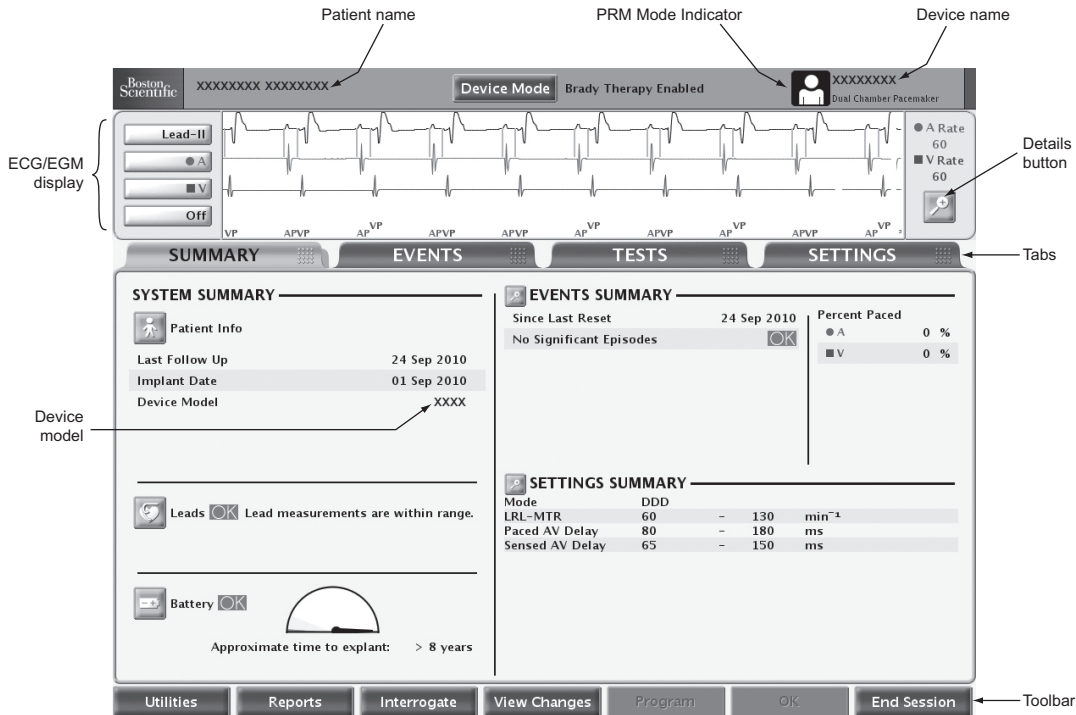 Patient name
PRM Mode Indicator
Device name
Boston Scientific
XXXXXXXX XXXXXXXX
Device Mode
Brady Therapy Enabled
XXXXXXXX
Dual Chamber Pacemaker
ECG/EGM display
Lead-II
A
V
Off
A Rate
60
V Rate
60
Details button
VP APVP AP VP APVP APVP AP VP APVP AP VP APVP AP VP
SUMMARY EVENTS TESTS SETTINGS
Tabs
SYSTEM SUMMARY
Patient Info
Last Follow Up 24 Sep 2010
Implant Date 01 Sep 2010
Device Model XXXX
Device model
Leads OK Lead measurements are within range.
Battery OK
Approximate time to explant: > 8 years
EVENTS SUMMARY
Since Last Reset 24 Sep 2010
No Significant Episodes OK
Percent Paced
A 0 %
V 0 %
SETTINGS SUMMARY
Mode DDD
LRL-MTR 60 - 130 min⁻¹
Paced AV Delay 80 - 180 ms
Sensed AV Delay 65 - 150 ms
Utilities Reports Interrogate View Changes Program OK End Session
Toolbar